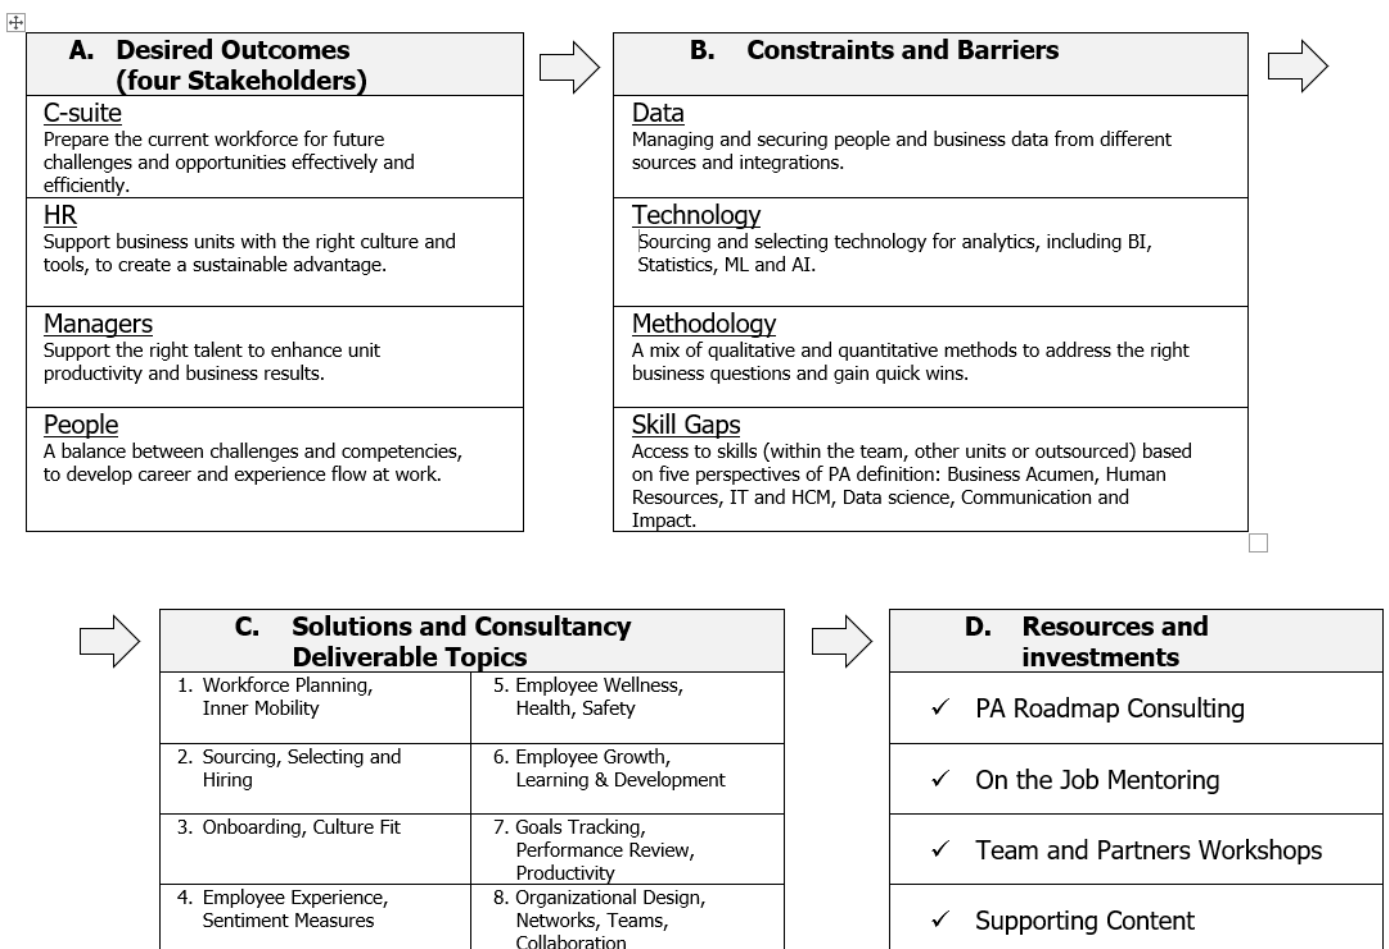 A. Desired Outcomes
(four Stakeholders)
C-suite
Prepare the current workforce for future
challenges and opportunities effectively and
efficiently.
HR
Support business units with the right culture and
tools, to create a sustainable advantage.
Managers
Support the right talent to enhance unit
productivity and business results.
People
A balance between challenges and competencies,
to develop career and experience flow at work.
B. Constraints and Barriers
Data
Managing and securing people and business data from different
sources and integrations.
Technology
Sourcing and selecting technology for analytics, including BI,
Statistics, ML and AI.
Methodology
A mix of qualitative and quantitative methods to address the right
business questions and gain quick wins.
Skill Gaps
Access to skills (within the team, other units or outsourced) based
on five perspectives of PA definition: Business Acumen, Human
Resources, IT and HCM, Data science, Communication and
Impact.
C. Solutions and Consultancy
Deliverable Topics
1. Workforce Planning,
Inner Mobility
2. Sourcing, Selecting and
Hiring
3. Onboarding, Culture Fit
4. Employee Experience,
Sentiment Measures
5. Employee Wellness,
Health, Safety
6. Employee Growth,
Learning & Development
7. Goals Tracking,
Performance Review,
Productivity
8. Organizational Design,
Networks, Teams,
Collaboration
D. Resources and
investments
✓ PA Roadmap Consulting
✓ On the Job Mentoring
✓ Team and Partners Workshops
✓ Supporting Content